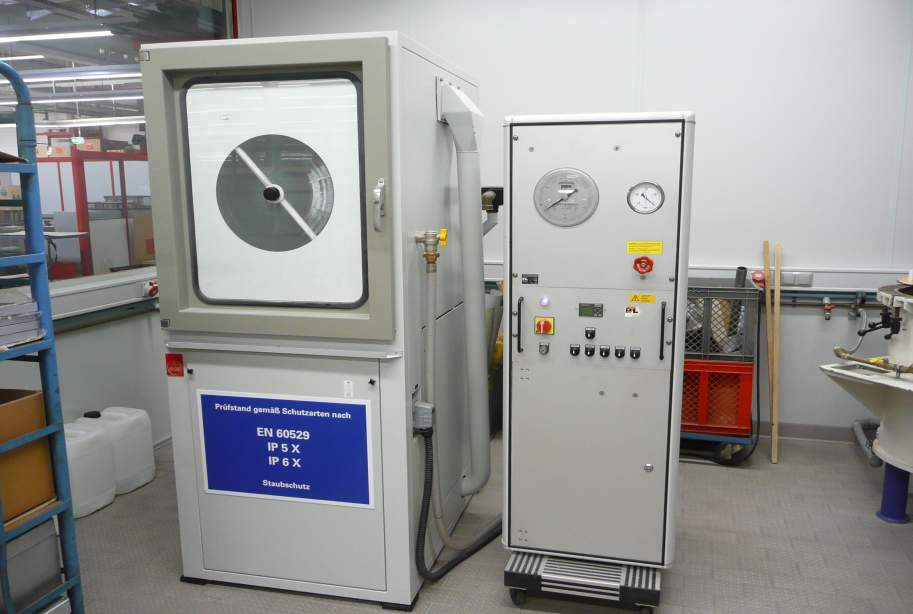 Prüfstand gemäß Schutzarten nach
EN 60529
IP 5 X
IP 6 X
Staubschutz